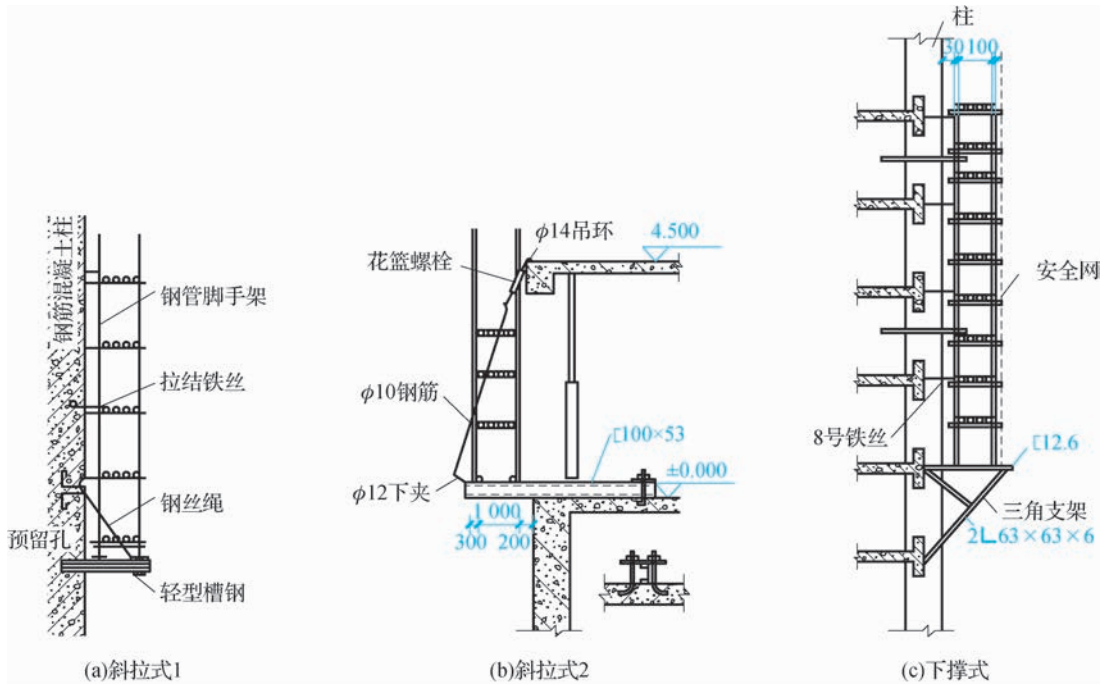 钢筋混凝土柱
钢管脚手架
拉结铁丝
钢丝绳
预留孔
轻型槽钢
(a)斜拉式1
φ14吊环
4.500
花篮螺栓
φ10钢筋
[100×53
±0.000
φ12下夹
1 000
300 200
(b)斜拉式2
柱
30 100
安全网
8号铁丝
[12.6
三角支架
2L63×63×6
(c)下撑式